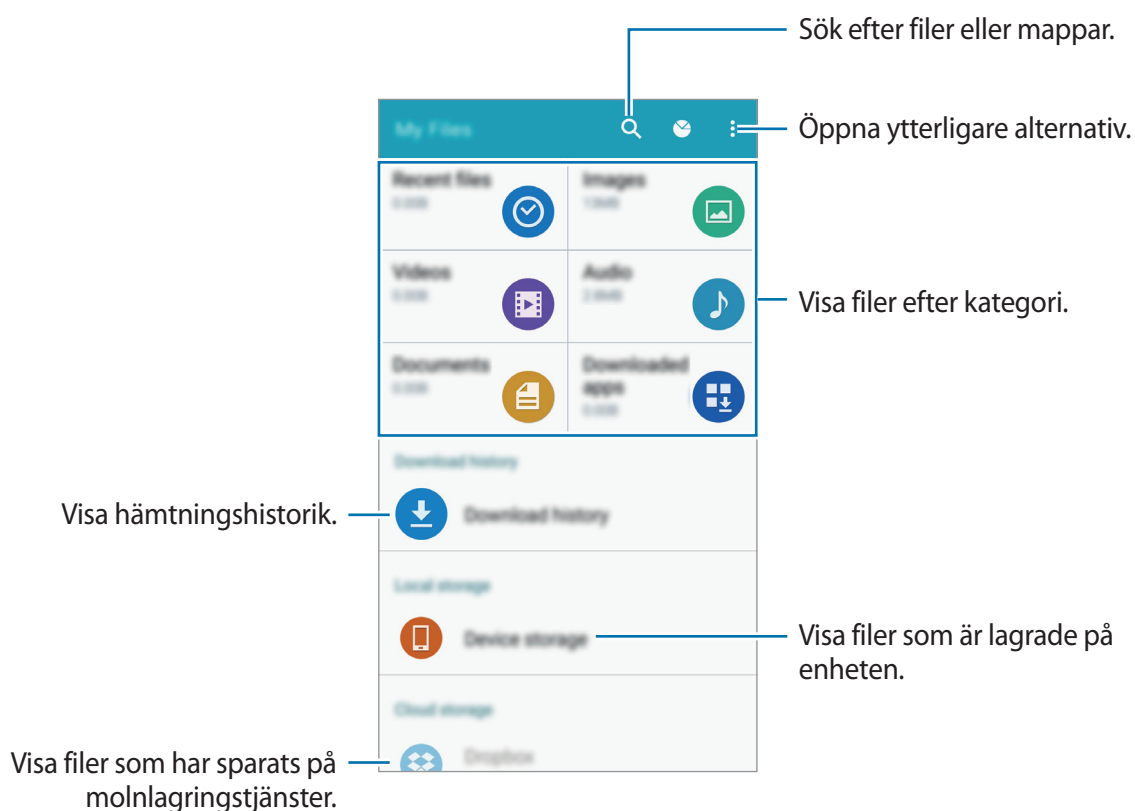 Sök efter filer eller mappar.
My Files
Öppna ytterligare alternativ.
Recent files
Images
Videos
Audio
Visa filer efter kategori.
Documents
Downloaded
apps
Download history
Visa hämtningshistorik.
Download history
Local storage
Device storage
Visa filer som är lagrade på
enheten.
Cloud storage
Dropbox
Visa filer som har sparats på
molnlagringstjänster.